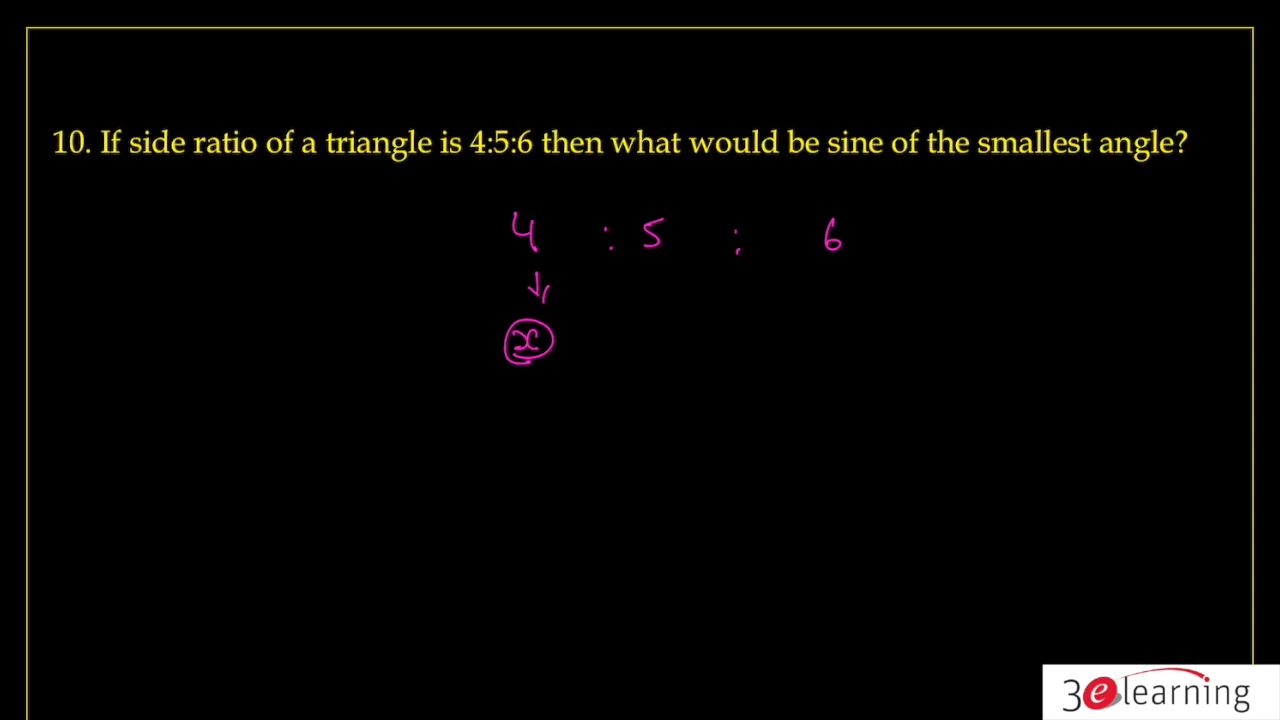 10. If side ratio of a triangle is 4:5:6 then what would be sine of the smallest angle?
4 : 5 : 6
x
3elearning